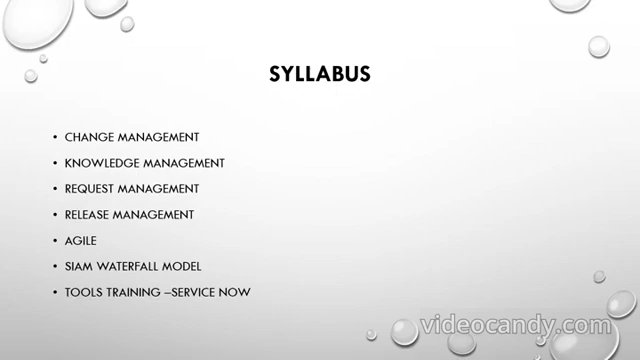 SYLLABUS
• CHANGE MANAGEMENT
• KNOWLEDGE MANAGEMENT
• REQUEST MANAGEMENT
• RELEASE MANAGEMENT
• AGILE
• SIAM WATERFALL MODEL
• TOOLS TRAINING –SERVICE NOW
videocandy.com